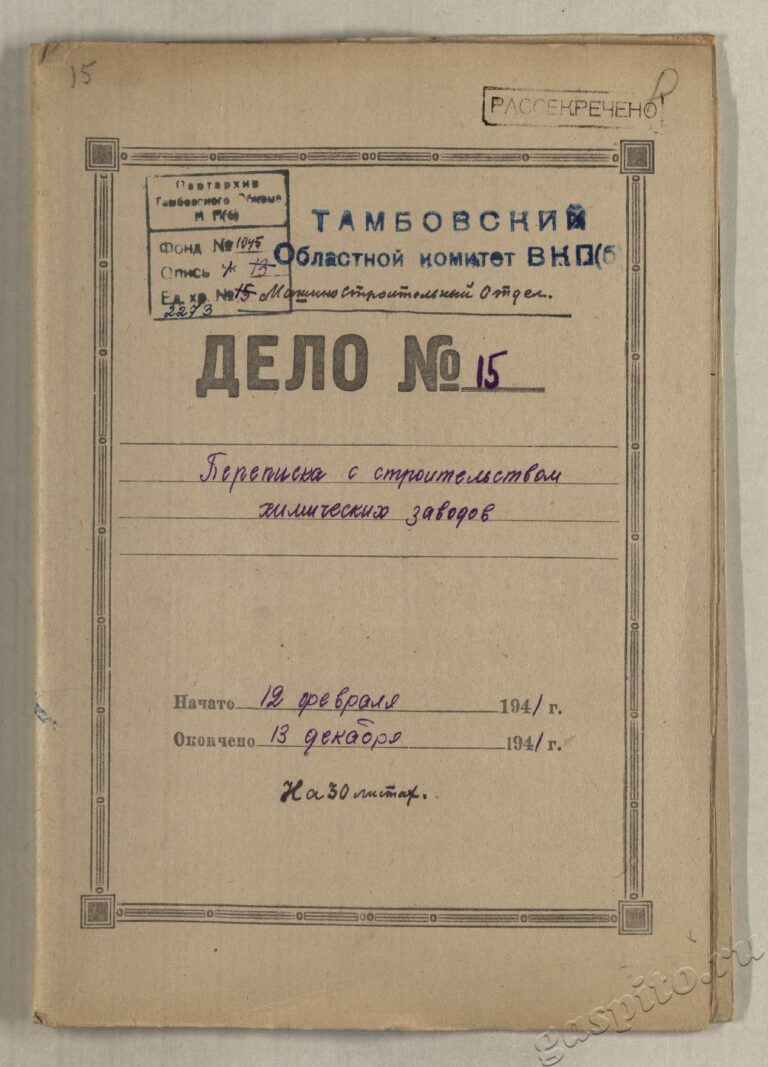 15
РАССЕКРЕЧЕНО
Партархив
Тамбовского Обкома
ТАМБОВСКИЙ
Областной комитет ВКП(б
Фонд № 1045
Опись 1 13
Ед. хр. № 15
2273
Машиностроительный Отдел.
ДЕЛО № 15
Переписка с строительством
химических заводов
Начато 12 февраля 1941 г.
Окончено 13 декабря 1941 г.
На 30 листах.
gaspito.ru